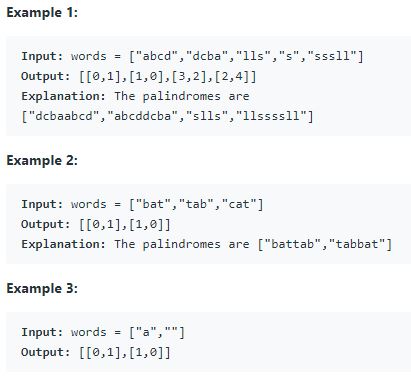 Example 1:
Input: words = ["abcd","dcba","lls","s","sssll"]
Output: [[0,1],[1,0],[3,2],[2,4]]
Explanation: The palindromes are
["dcbaabcd","abcddcba","slls","llssssll"]
Example 2:
Input: words = ["bat","tab","cat"]
Output: [[0,1],[1,0]]
Explanation: The palindromes are ["battab","tabbat"]
Example 3:
Input: words = ["a",""]
Output: [[0,1],[1,0]]